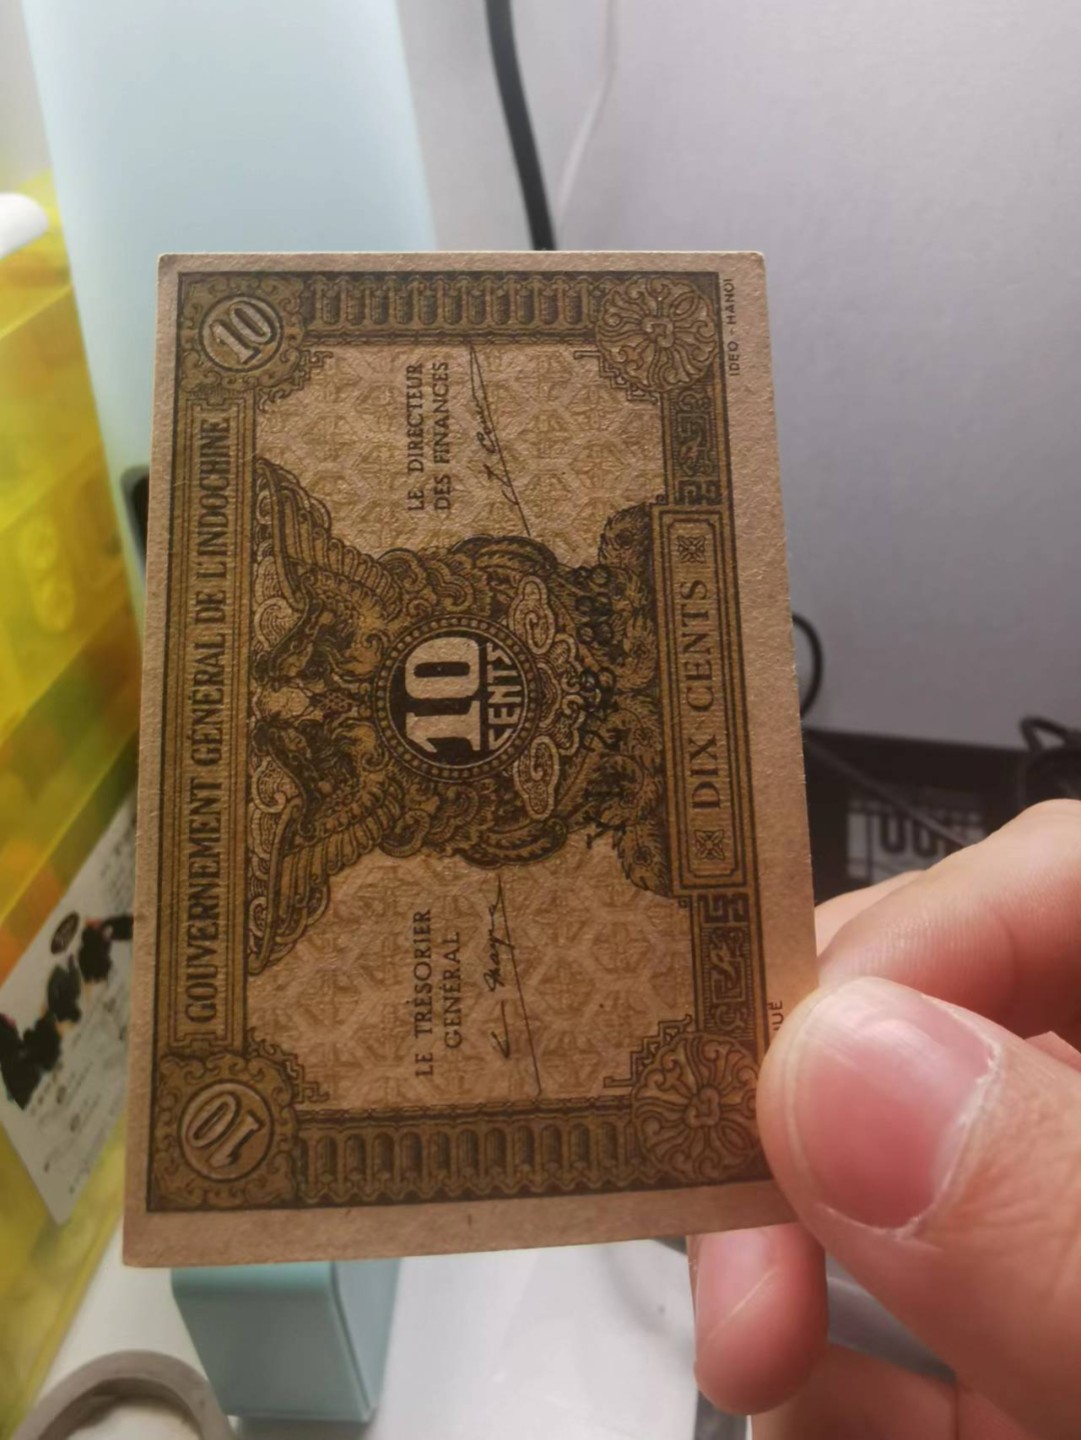 GOUVERNEMENT GÉNÉRAL DE L'INDOCHINE
10
10
LE TRÉSORIER
GÉNÉRAL
LE DIRECTEUR
DES FINANCES
10
CENTS
DIX CENTS
IDEO - HANOI